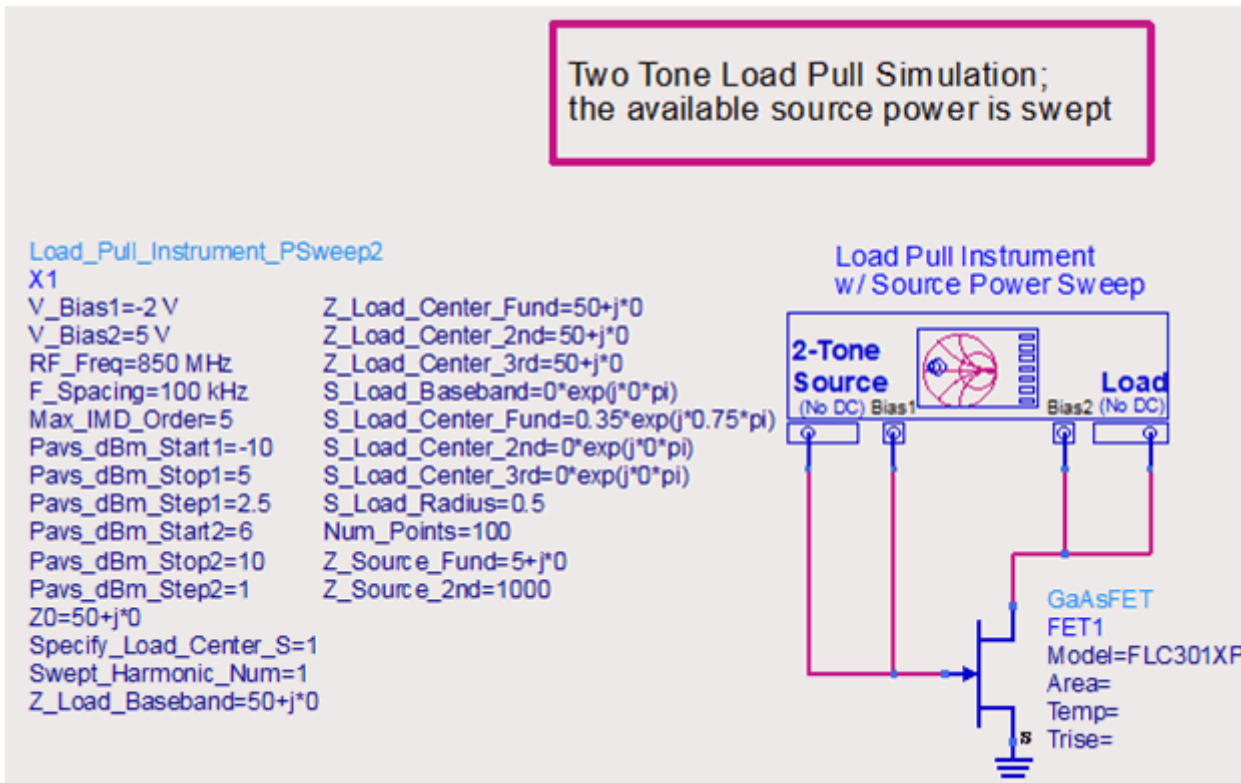 Two Tone Load Pull Simulation;
the available source power is swept
Load_Pull_Instrument_PSweep2
X1
V_Bias1=-2 V
V_Bias2=5 V
RF_Freq=850 MHz
F_Spacing=100 kHz
Max_IMD_Order=5
Pavs_dBm_Start1=-10
Pavs_dBm_Stop1=5
Pavs_dBm_Step1=2.5
Pavs_dBm_Start2=6
Pavs_dBm_Stop2=10
Pavs_dBm_Step2=1
Z0=50+j*0
Specify_Load_Center_S=1
Swept_Harmonic_Num=1
Z_Load_Baseband=50+j*0
Z_Load_Center_Fund=50+j*0
Z_Load_Center_2nd=50+j*0
Z_Load_Center_3rd=50+j*0
S_Load_Baseband=0*exp(j*0*pi)
S_Load_Center_Fund=0.35*exp(j*0.75*pi)
S_Load_Center_2nd=0*exp(j*0*pi)
S_Load_Center_3rd=0*exp(j*0*pi)
S_Load_Radius=0.5
Num_Points=100
Z_Source_Fund=5+j*0
Z_Source_2nd=1000
Load Pull Instrument
w/ Source Power Sweep
2-Tone
Source
(No DC)
Bias1
Bias2
Load
(No DC)
GaAsFET
FET1
Model=FLC301XP
Area=
Temp=
Trise=
S